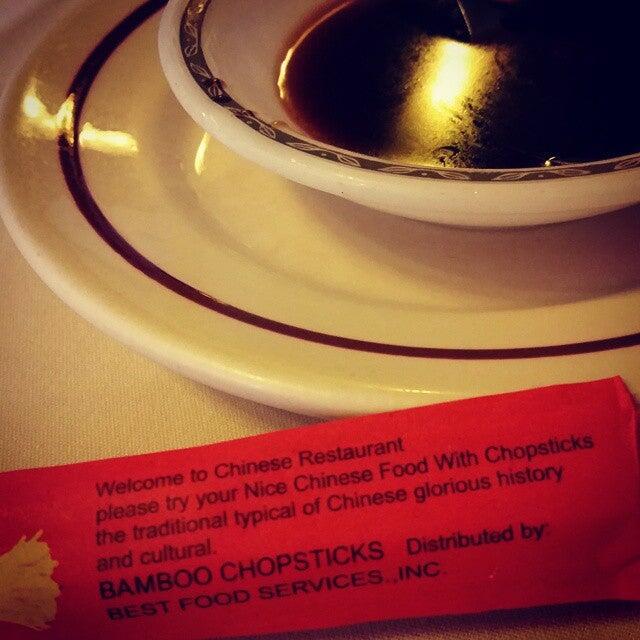 Welcome to Chinese Restaurant
please try your Nice Chinese Food With Chopsticks
the traditional typical of Chinese glorious history
and cultural.
BAMBOO CHOPSTICKS Distributed by:
BEST FOOD SERVICES.,INC.